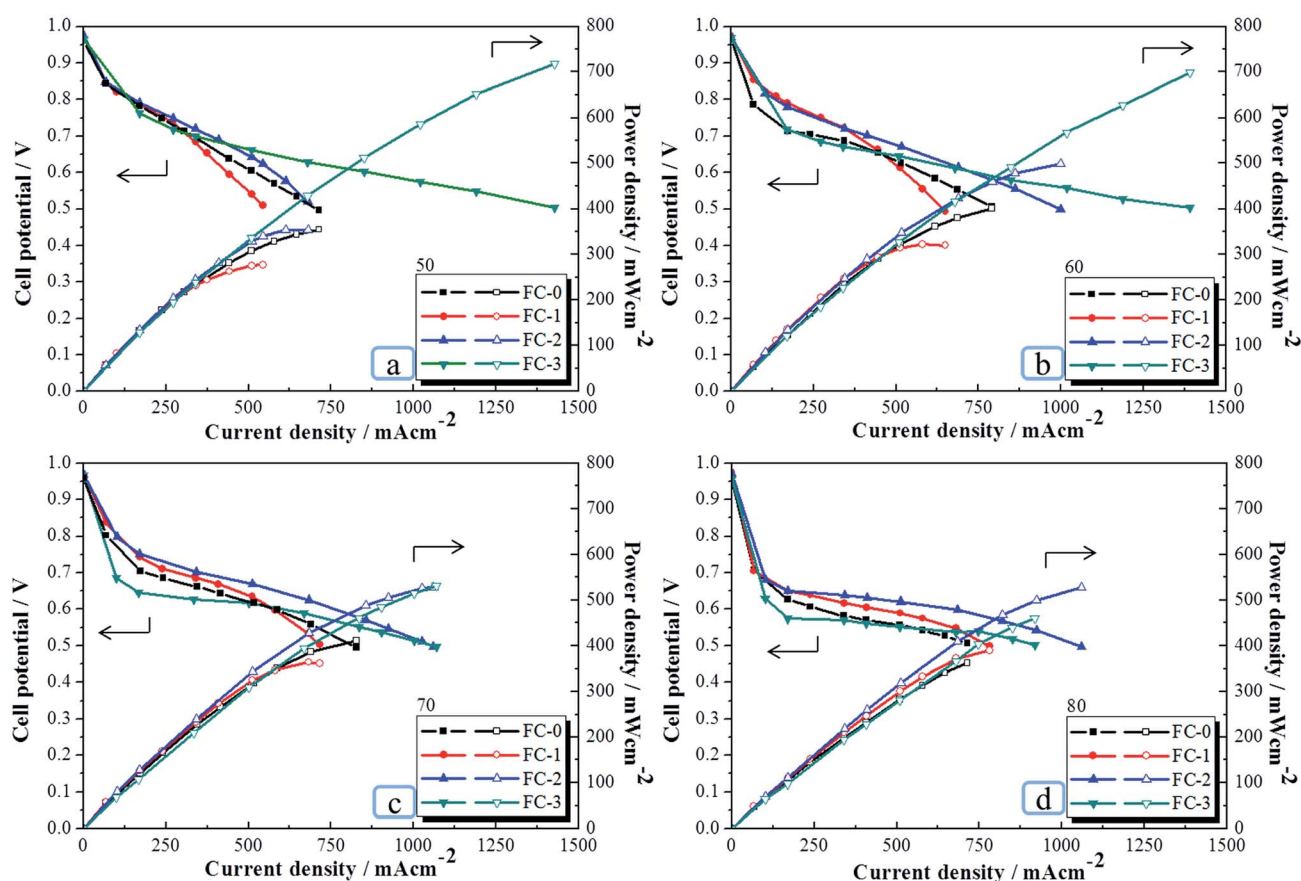 1.0
0.9
0.8
0.7
0.6
0.5
0.4
0.3
0.2
0.1
0.0
Cell potential / V
800
700
600
500
400
300
200
100
0
Power density / mWcm-2
50
FC-0
FC-1
FC-2
FC-3
a
0 250 500 750 1000 1250 1500
Current density / mAcm-2
1.0
0.9
0.8
0.7
0.6
0.5
0.4
0.3
0.2
0.1
0.0
Cell potential / V
800
700
600
500
400
300
200
100
0
Power density / mWcm-2
60
FC-0
FC-1
FC-2
FC-3
b
0 250 500 750 1000 1250 1500
Current density / mAcm-2
1.0
0.9
0.8
0.7
0.6
0.5
0.4
0.3
0.2
0.1
0.0
Cell potential / V
800
700
600
500
400
300
200
100
0
Power density / mWcm-2
70
FC-0
FC-1
FC-2
FC-3
c
0 250 500 750 1000 1250 1500
Current density / mAcm-2
1.0
0.9
0.8
0.7
0.6
0.5
0.4
0.3
0.2
0.1
0.0
Cell potential / V
800
700
600
500
400
300
200
100
0
Power density / mWcm-2
80
FC-0
FC-1
FC-2
FC-3
d
0 250 500 750 1000 1250 1500
Current density / mAcm-2